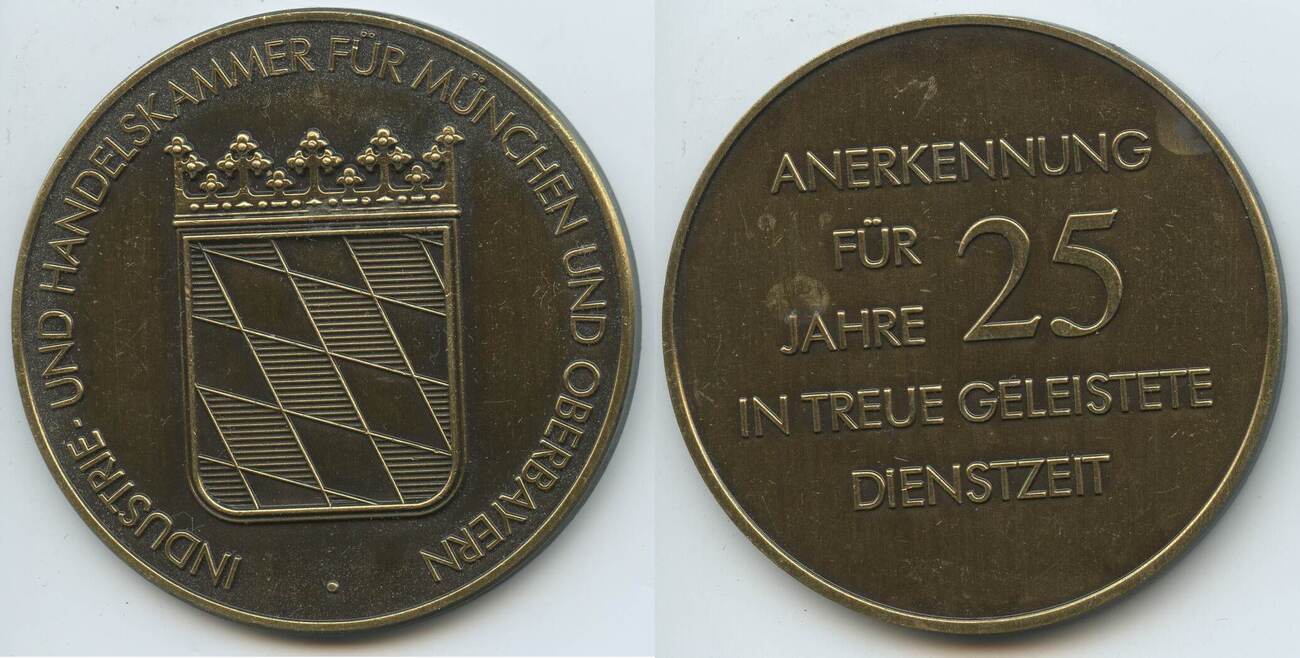 INDUSTRIE- UND HANDELSKAMMER FÜR MÜNCHEN UND OBERBAYERN
ANERKENNUNG
FÜR 25
JAHRE
IN TREUE GELEISTETE
DIENSTZEIT